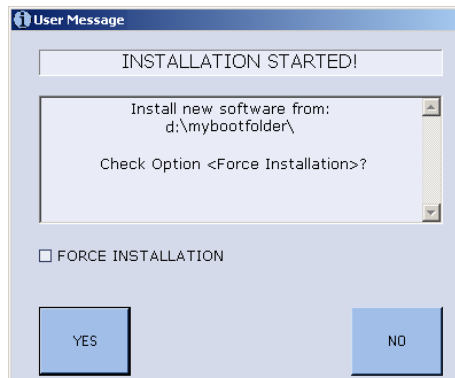 User Message
INSTALLATION STARTED!
Install new software from:
d:\mybootfolder\
Check Option <Force Installation>?
FORCE INSTALLATION
YES
NO